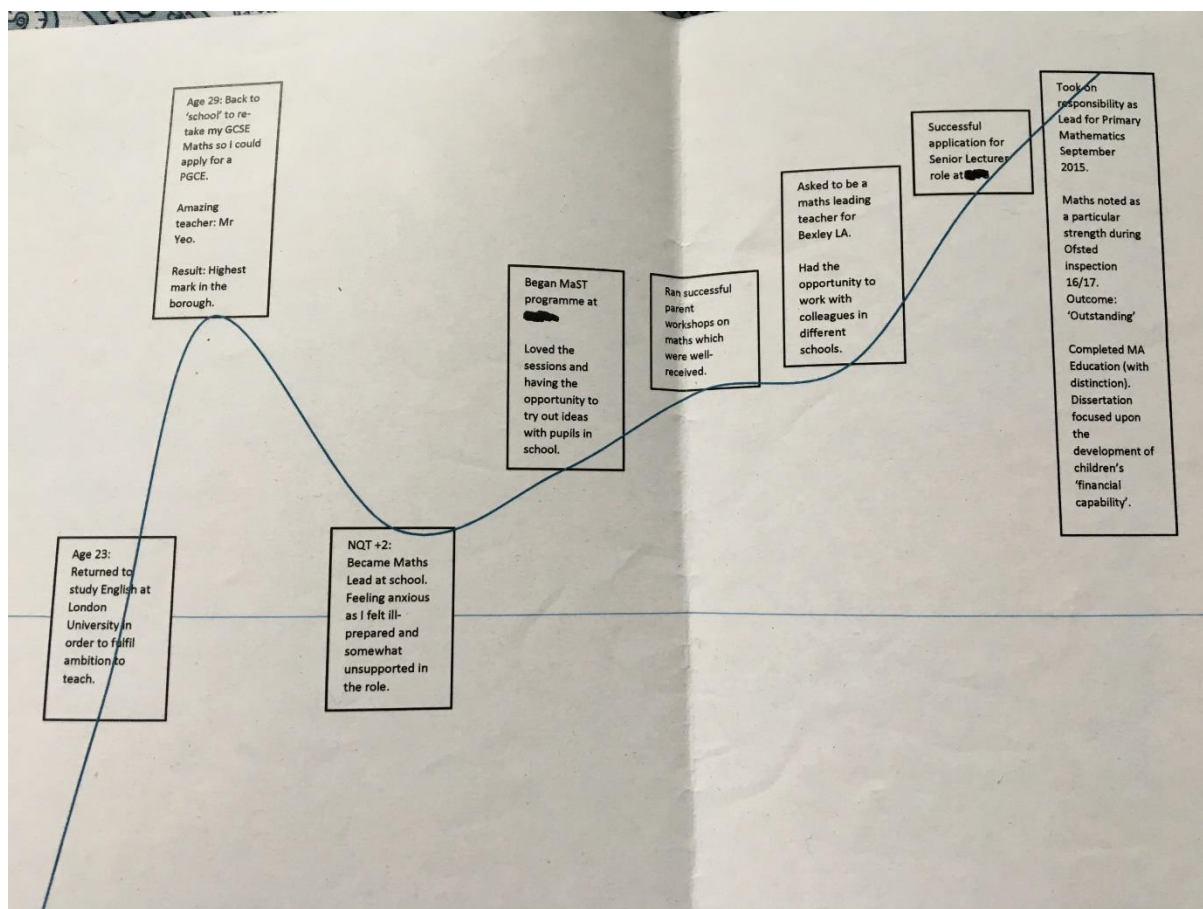 Age 23:
Returned to
study English at
London
University in
order to fulfil
ambition to
teach.
Age 29: Back to
'school' to re-
take my GCSE
Maths so I could
apply for a
PGCE.
Amazing
teacher: Mr
Yeo.
Result: Highest
mark in the
borough.
NQT +2:
Became Maths
Lead at school.
Feeling anxious
as I felt ill-
prepared and
somewhat
unsupported in
the role.
Began MaST
programme at
Loved the
sessions and
having the
opportunity to
try out ideas
with pupils in
school.
Ran successful
parent
workshops on
maths which
were well-
received.
Asked to be a
maths leading
teacher for
Bexley LA.
Had the
opportunity to
work with
colleagues in
different
schools.
Successful
application for
Senior Lecturer
role at
Took on
responsibility as
Lead for Primary
Mathematics
September
2015.
Maths noted as
a particular
strength during
Ofsted
inspection
16/17.
Outcome:
'Outstanding'
Completed MA
Education (with
distinction).
Dissertation
focused upon
the
development of
children's
'financial
capability'.